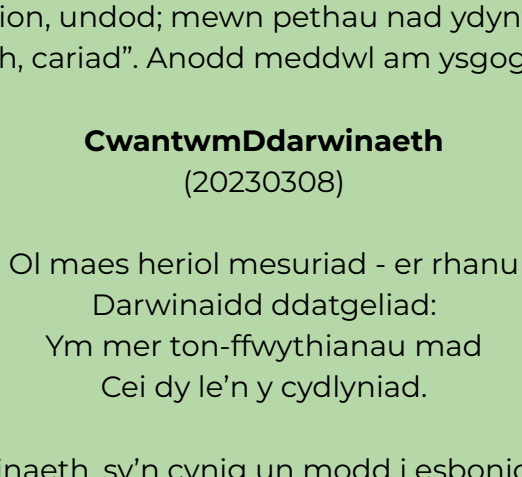 ion, undod; mewn pethau nad ydyn
h, cariad”. Anodd meddwl am ysgog
CwantwmDdarwinaeth
(20230308)
Ol maes heriol mesuriad - er rhanu
Darwinaidd ddatgeliad:
Ym mer ton-ffwythianau mad
Cei dy le’n y cydlyniad.
inaeth, sy’n cynig un modd i esbonio